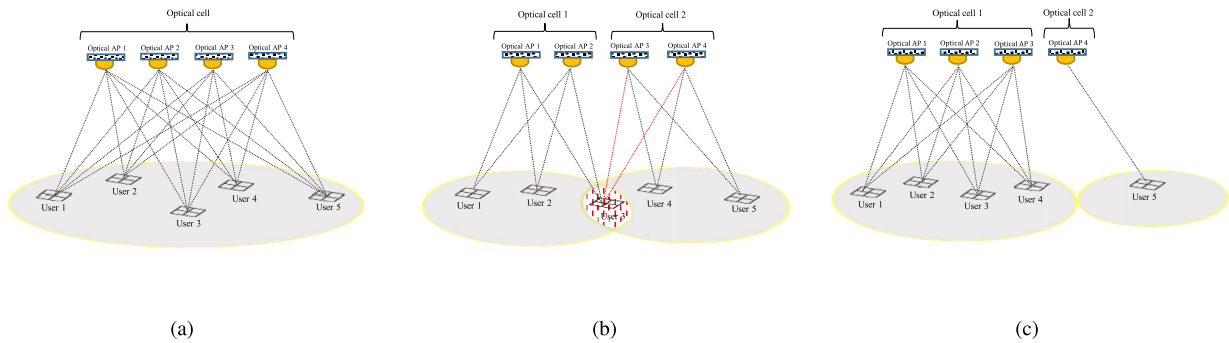 Optical cell
Optical AP 1 Optical AP 2 Optical AP 3 Optical AP 4
User 1 User 2 User 3 User 4 User 5
(a)
Optical cell 1 Optical cell 2
Optical AP 1 Optical AP 2 Optical AP 3 Optical AP 4
User 1 User 2 User 3 User 4 User 5
(b)
Optical cell 1 Optical cell 2
Optical AP 1 Optical AP 2 Optical AP 3 Optical AP 4
User 1 User 2 User 3 User 4 User 5
(c)